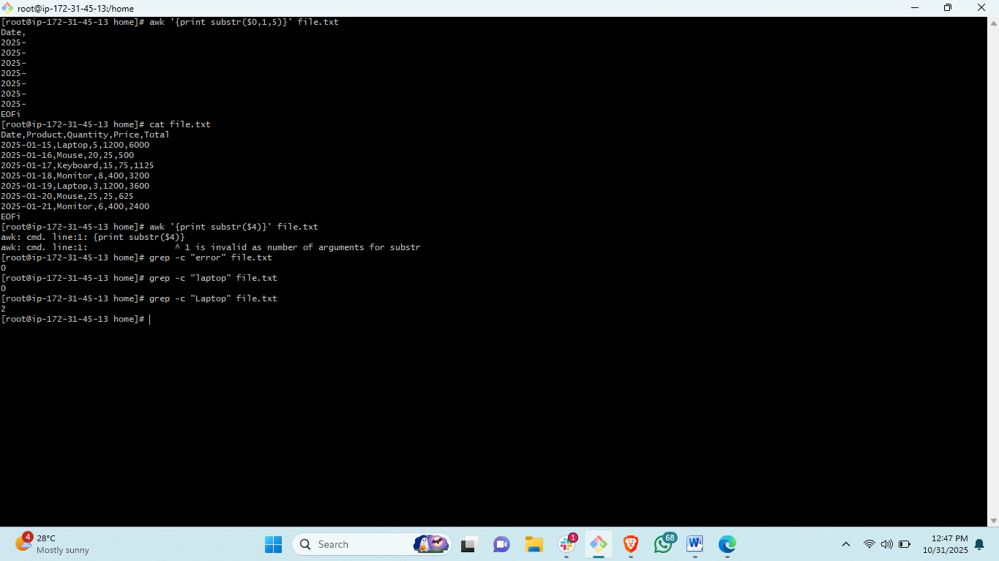 root@ip-172-31-45-13:/home
[root@ip-172-31-45-13 home]# awk '{print substr($0,1,5)}' file.txt
Date,
2025-
2025-
2025-
2025-
2025-
2025-
2025-
EOFi
[root@ip-172-31-45-13 home]# cat file.txt
Date,Product,Quantity,Price,Total
2025-01-15,Laptop,5,1200,6000
2025-01-16,Mouse,20,25,500
2025-01-17,Keyboard,15,75,1125
2025-01-18,Monitor,8,400,3200
2025-01-19,Laptop,3,1200,3600
2025-01-20,Mouse,25,25,625
2025-01-21,Monitor,6,400,2400
EOFi
[root@ip-172-31-45-13 home]# awk '{print substr($4)}' file.txt
awk: cmd. line:1: {print substr($4)}
awk: cmd. line:1:                 ^ 1 is invalid as number of arguments for substr
[root@ip-172-31-45-13 home]# grep -c "error" file.txt
0
[root@ip-172-31-45-13 home]# grep -c "laptop" file.txt
0
[root@ip-172-31-45-13 home]# grep -c "Laptop" file.txt
2
[root@ip-172-31-45-13 home]#
4
28°C
Mostly sunny
Search
1
68
W
12:47 PM
10/31/2025